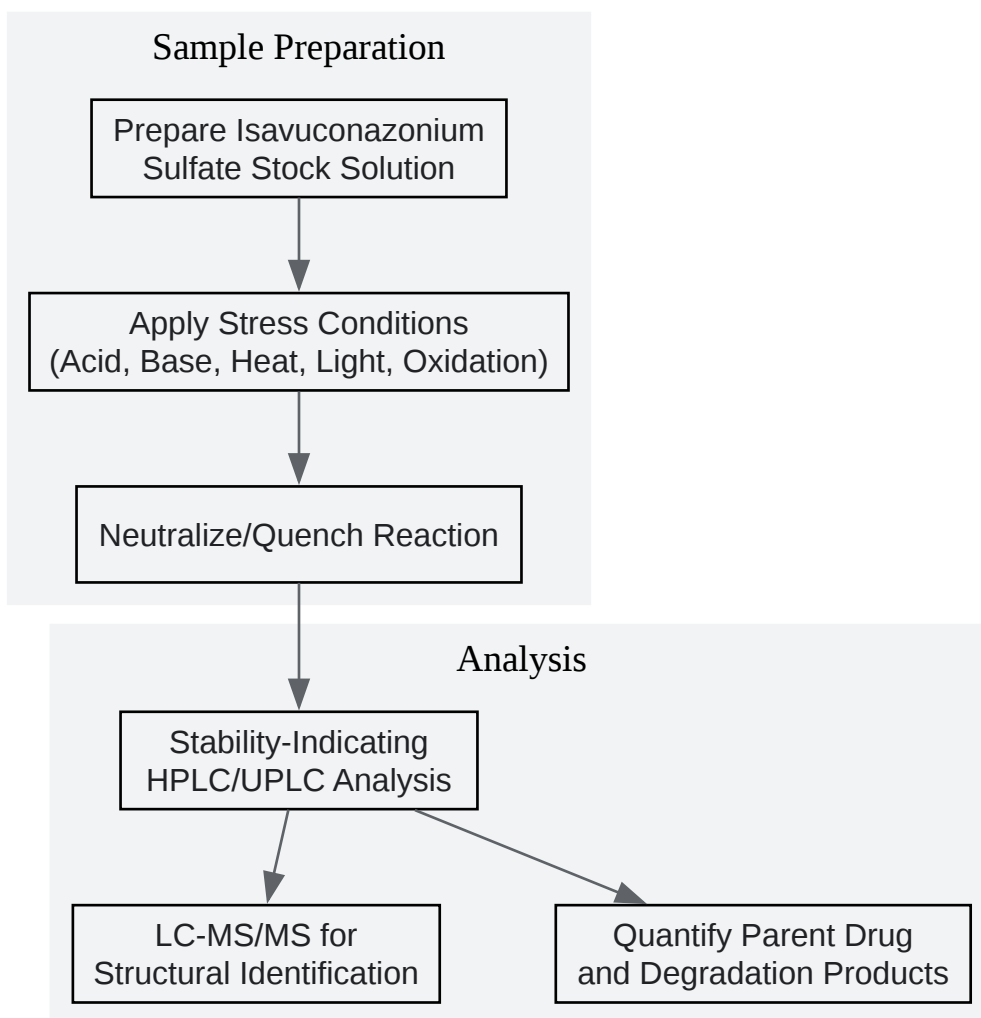 Sample Preparation
Prepare Isavuconazonium
Sulfate Stock Solution
Apply Stress Conditions
(Acid, Base, Heat, Light, Oxidation)
Neutralize/Quench Reaction
Analysis
Stability-Indicating
HPLC/UPLC Analysis
LC-MS/MS for
Structural Identification
Quantify Parent Drug
and Degradation Products